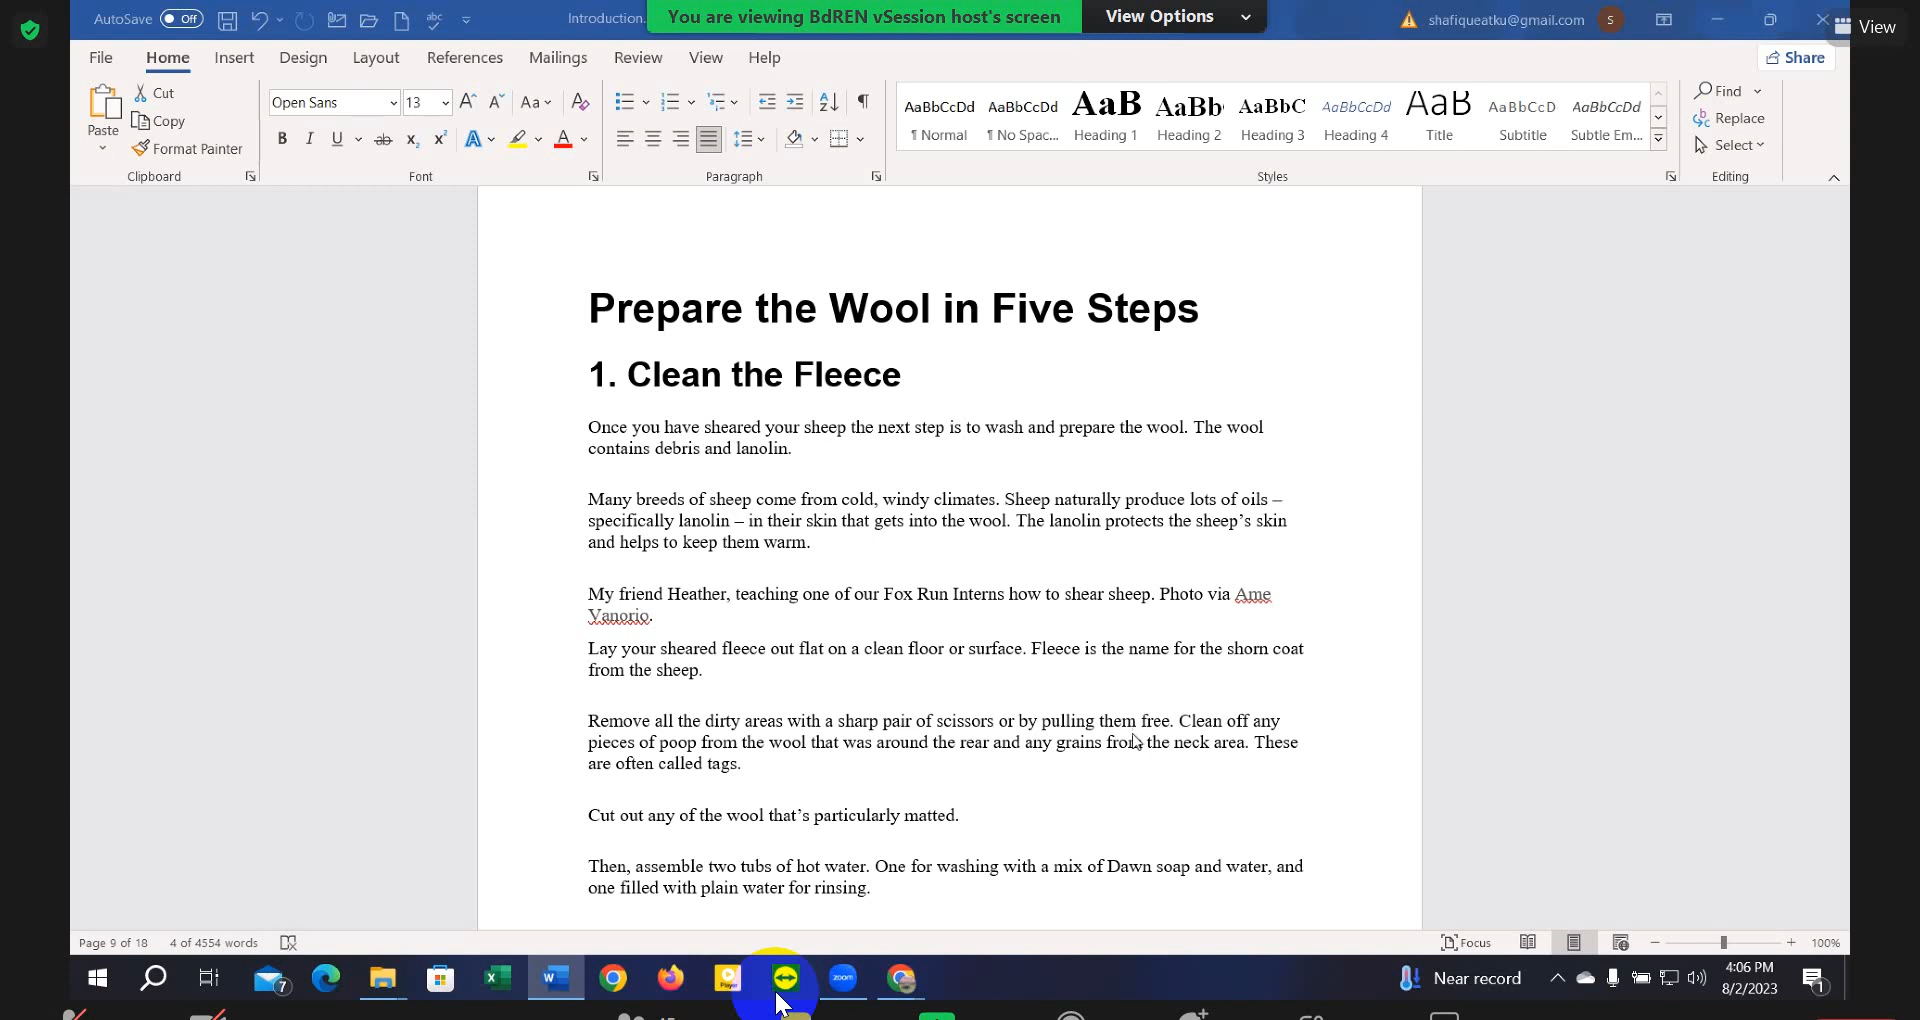 AutoSave Off Introduction. You are viewing BdREN vSession host's screen View Options shafiqueatku@gmail.com S View
File Home Insert Design Layout References Mailings Review View Help Share
Paste Cut Copy Format Painter
Open Sans 13 Aa
AaBbCcDd AaBbCcDd AaB AaBb AaBbC AaBbCcDd AaB AaBbCcD AaBbCcDd
¶ Normal ¶ No Spac... Heading 1 Heading 2 Heading 3 Heading 4 Title Subtitle Subtle Em...
Find
Replace
Select
Clipboard Font Paragraph Styles Editing
Prepare the Wool in Five Steps
1. Clean the Fleece
Once you have sheared your sheep the next step is to wash and prepare the wool. The wool
contains debris and lanolin.
Many breeds of sheep come from cold, windy climates. Sheep naturally produce lots of oils –
specifically lanolin – in their skin that gets into the wool. The lanolin protects the sheep’s skin
and helps to keep them warm.
My friend Heather, teaching one of our Fox Run Interns how to shear sheep. Photo via Ame
Vanorio.
Lay your sheared fleece out flat on a clean floor or surface. Fleece is the name for the shorn coat
from the sheep.
Remove all the dirty areas with a sharp pair of scissors or by pulling them free. Clean off any
pieces of poop from the wool that was around the rear and any grains from the neck area. These
are often called tags.
Cut out any of the wool that’s particularly matted.
Then, assemble two tubs of hot water. One for washing with a mix of Dawn soap and water, and
one filled with plain water for rinsing.
Page 9 of 18 4 of 4554 words Focus 100%
7 Player zoom Near record 4:06 PM
8/2/2023 1